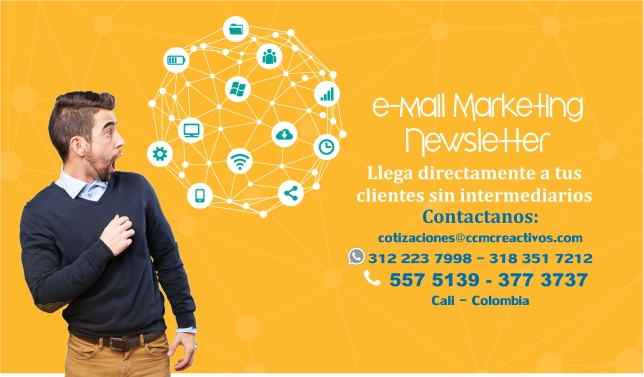 e-Mail Marketing
Newsletter
Llega directamente a tus
clientes sin intermediarios
Contactanos:
cotizaciones@ccmcreactivos.com
312 223 7998 - 318 351 7212
557 5139 - 377 3737
Cali - Colombia